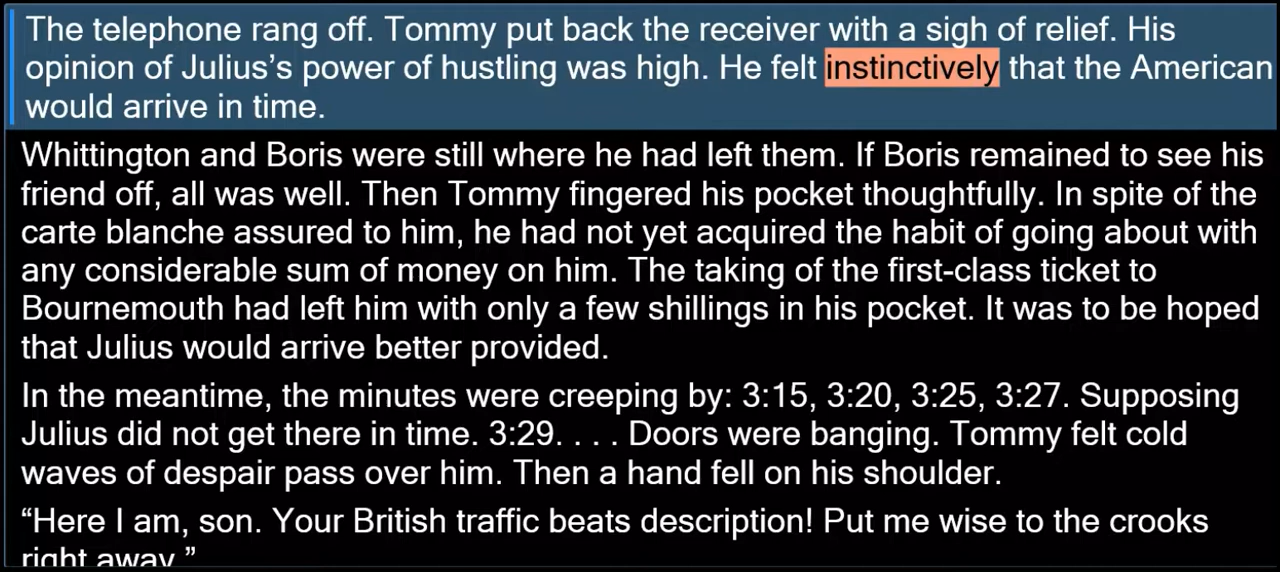 The telephone rang off. Tommy put back the receiver with a sigh of relief. His
opinion of Julius’s power of hustling was high. He felt instinctively that the American
would arrive in time.
Whittington and Boris were still where he had left them. If Boris remained to see his
friend off, all was well. Then Tommy fingered his pocket thoughtfully. In spite of the
carte blanche assured to him, he had not yet acquired the habit of going about with
any considerable sum of money on him. The taking of the first-class ticket to
Bournemouth had left him with only a few shillings in his pocket. It was to be hoped
that Julius would arrive better provided.
In the meantime, the minutes were creeping by: 3:15, 3:20, 3:25, 3:27. Supposing
Julius did not get there in time. 3:29. . . . Doors were banging. Tommy felt cold
waves of despair pass over him. Then a hand fell on his shoulder.
“Here I am, son. Your British traffic beats description! Put me wise to the crooks
right away.”